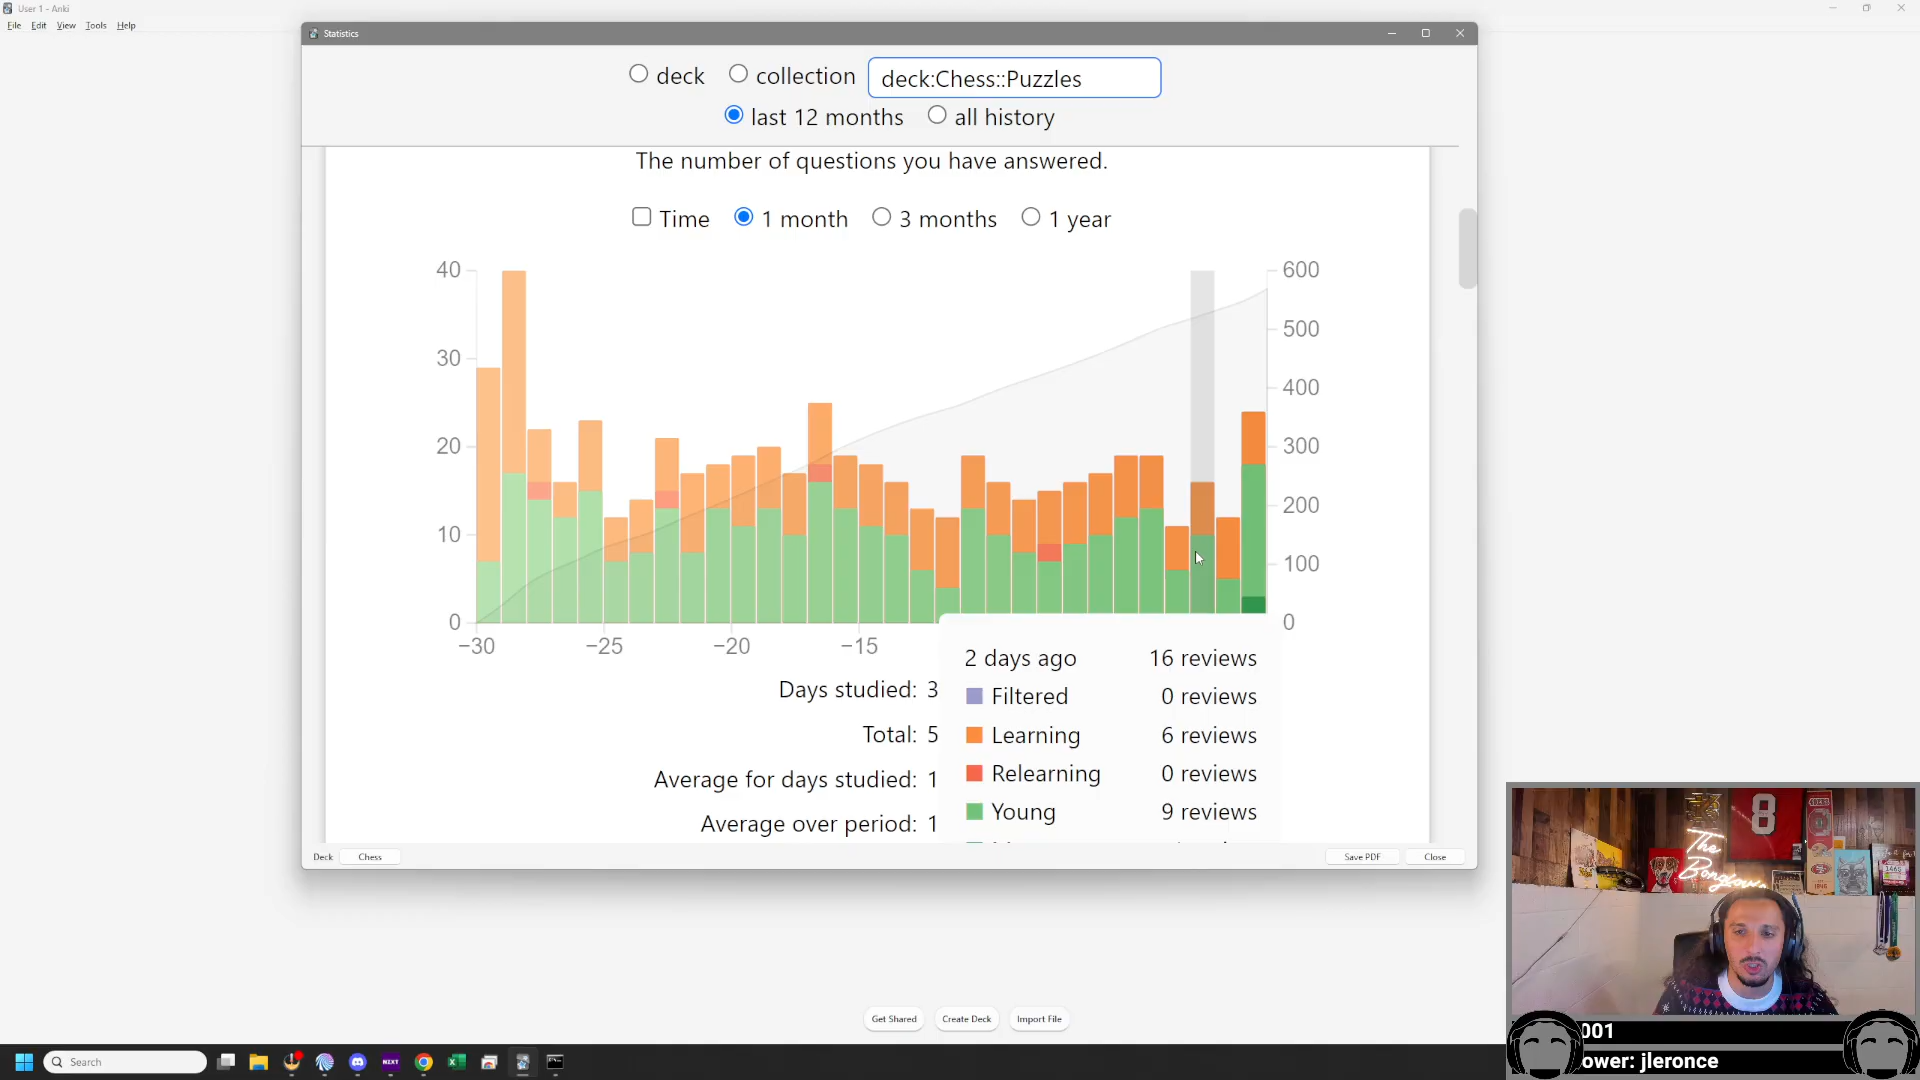 User 1 - Anki
File Edit View Tools Help
Statistics
deck collection deck:Chess::Puzzles
last 12 months all history
The number of questions you have answered.
Time 1 month 3 months 1 year
40 600
500
30
400
20 300
200
10
100
0 0
−30 −25 −20 −15
2 days ago 16 reviews
Days studied: 3
Filtered 0 reviews
Total: 5
Learning 6 reviews
Average for days studied: 1
Relearning 0 reviews
Young 9 reviews
Average over period: 1
Deck Chess Save PDF Close
8
The
Get Shared Create Deck Import File
001
ower: jleronce
Search
NEXT